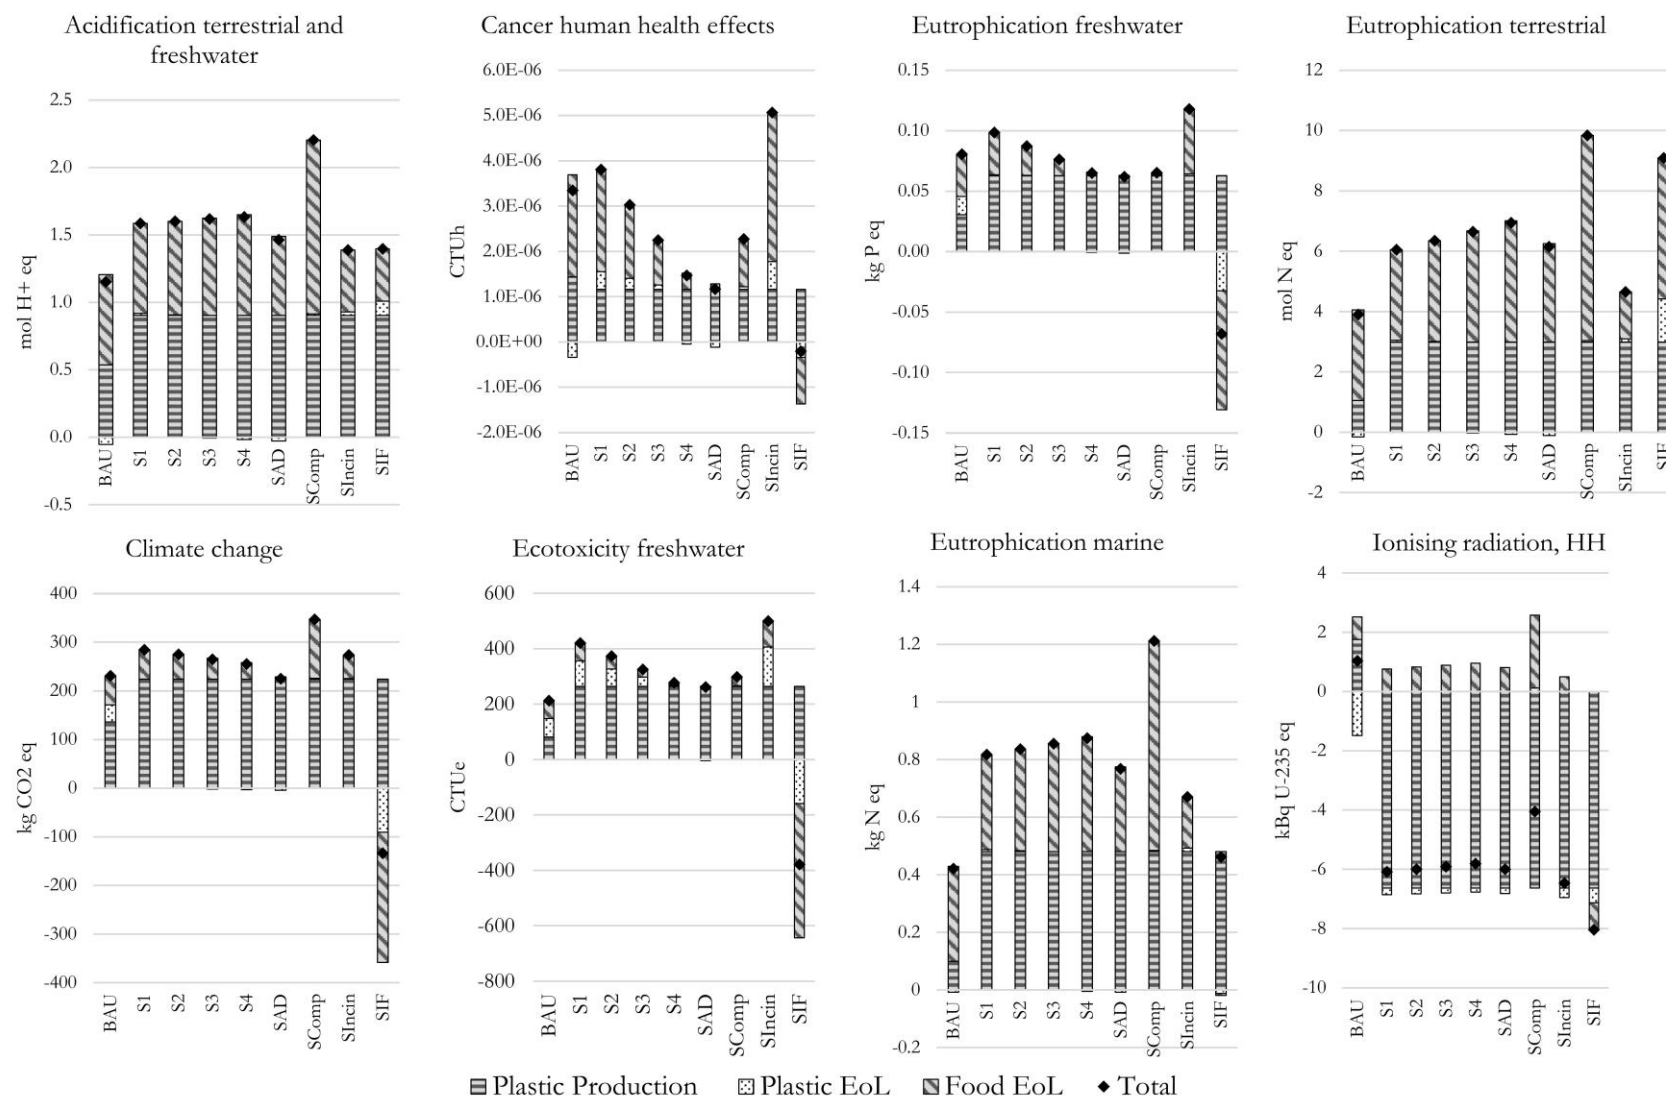 Acidification terrestrial and
freshwater
mol H+ eq
2.5
2.0
1.5
1.0
0.5
0.0
-0.5
BAU
S1
S2
S3
S4
SAD
SComp
SIncin
SIF
Cancer human health effects
CTUh
6.0E-06
5.0E-06
4.0E-06
3.0E-06
2.0E-06
1.0E-06
0.0E+00
-1.0E-06
-2.0E-06
BAU
S1
S2
S3
S4
SAD
SComp
SIncin
SIF
Eutrophication freshwater
kg P eq
0.15
0.10
0.05
0.00
-0.05
-0.10
-0.15
BAU
S1
S2
S3
S4
SAD
SComp
SIncin
SIF
Eutrophication terrestrial
mol N eq
12
10
8
6
4
2
0
-2
BAU
S1
S2
S3
S4
SAD
SComp
SIncin
SIF
Climate change
kg CO2 eq
400
300
200
100
0
-100
-200
-300
-400
BAU
S1
S2
S3
S4
SAD
SComp
SIncin
SIF
Ecotoxicity freshwater
CTUe
600
400
200
0
-200
-400
-600
-800
BAU
S1
S2
S3
S4
SAD
SComp
SIncin
SIF
Eutrophication marine
kg N eq
1.4
1.2
1
0.8
0.6
0.4
0.2
0
-0.2
BAU
S1
S2
S3
S4
SAD
SComp
SIncin
SIF
Ionising radiation, HH
kBq U-235 eq
4
2
0
-2
-4
-6
-8
-10
BAU
S1
S2
S3
S4
SAD
SComp
SIncin
SIF
Plastic Production Plastic EoL Food EoL Total